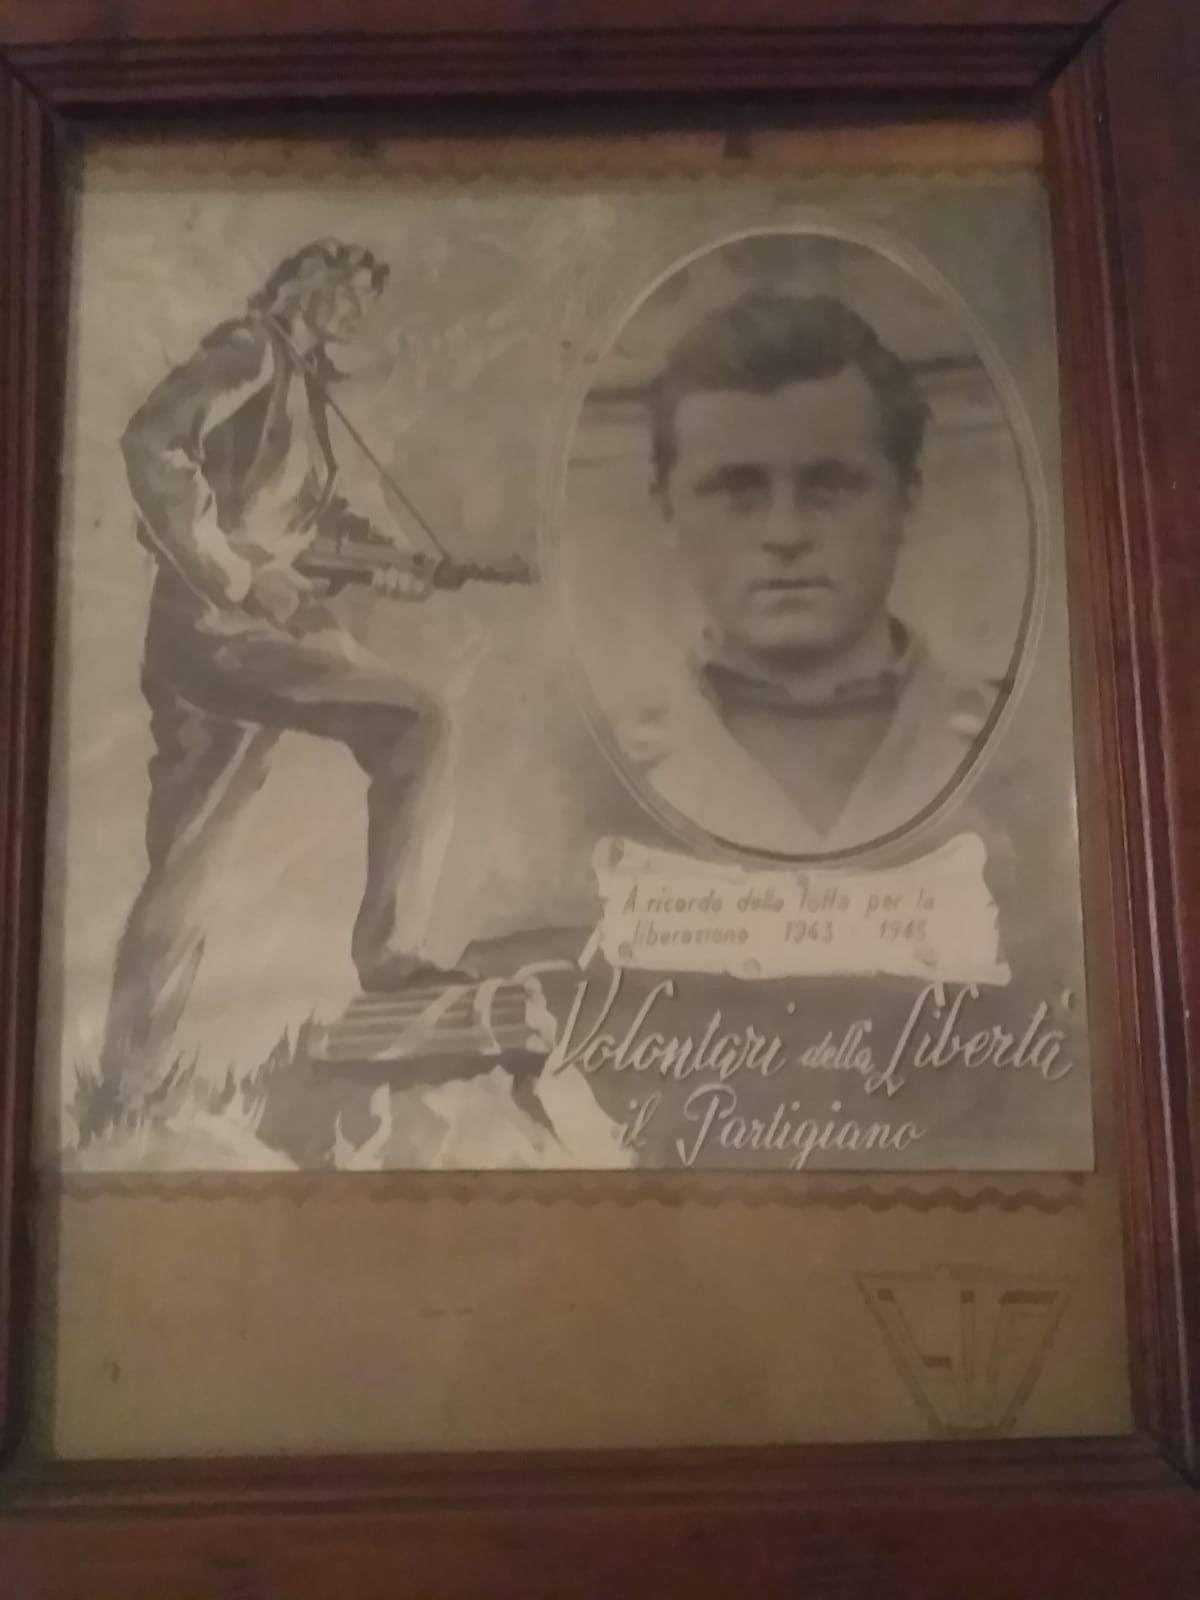 A ricordo della lotta per la
liberazione 1943 - 1945
Volontari della Libertà
il Partigiano